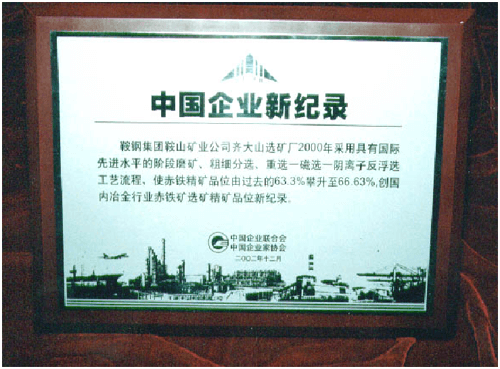 中国企业新纪录
鞍钢集团鞍山矿业公司齐大山选矿厂2000年采用具有国际
先进水平的阶段磨矿、粗细分选、重选—磁选—阴离子反浮选
工艺流程、使赤铁精矿品位由过去的63.3%攀升至66.63%,创国
内冶金行业赤铁矿选矿精矿品位新纪录。
中国企业联合会
中国企业家协会
二〇〇二年十二月